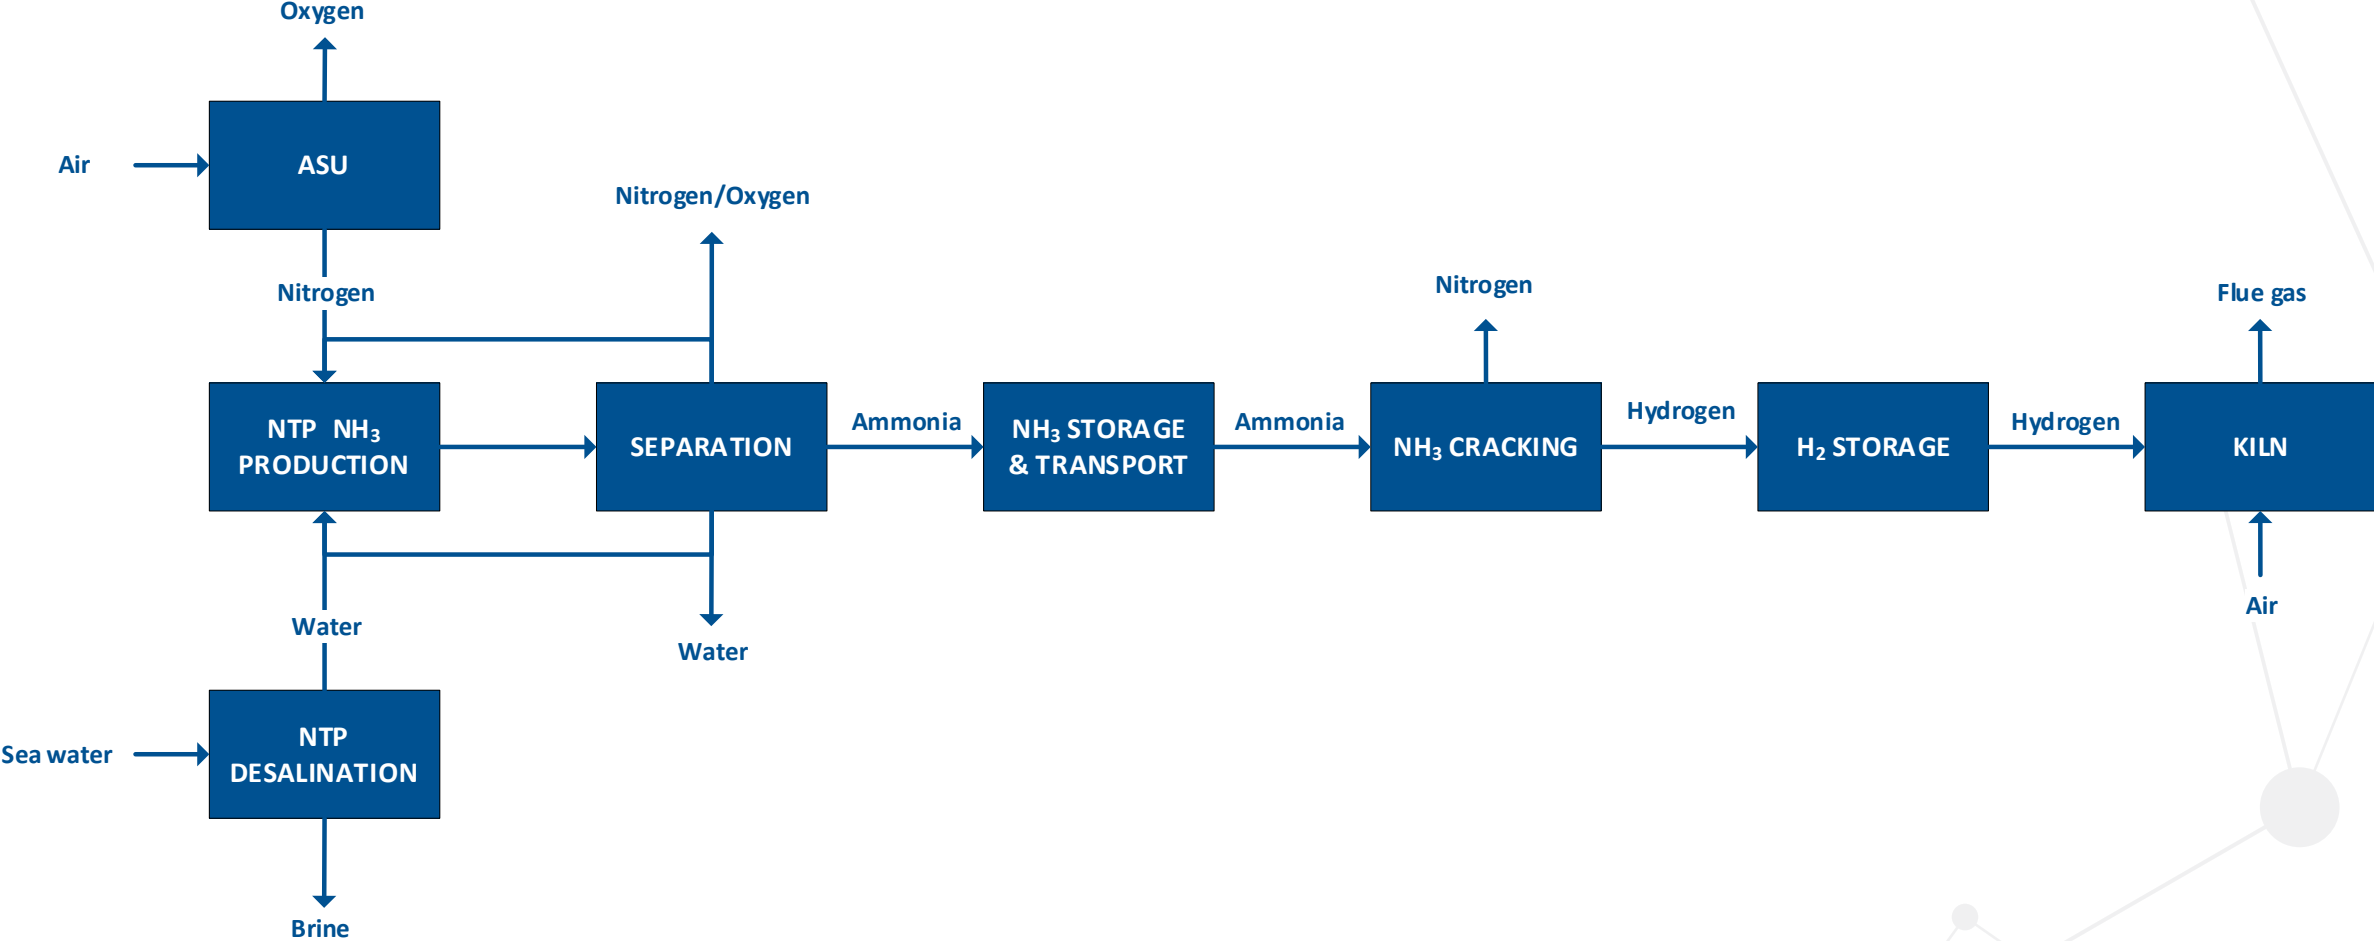 Oxygen
Air
ASU
Nitrogen/Oxygen
Nitrogen
Nitrogen
Flue gas
NTP NH₃
PRODUCTION
SEPARATION
Ammonia
NH₃ STORAGE
& TRANSPORT
Ammonia
NH₃ CRACKING
Hydrogen
H₂ STORAGE
Hydrogen
KILN
Air
Water
Water
Sea water
NTP
DESALINATION
Brine